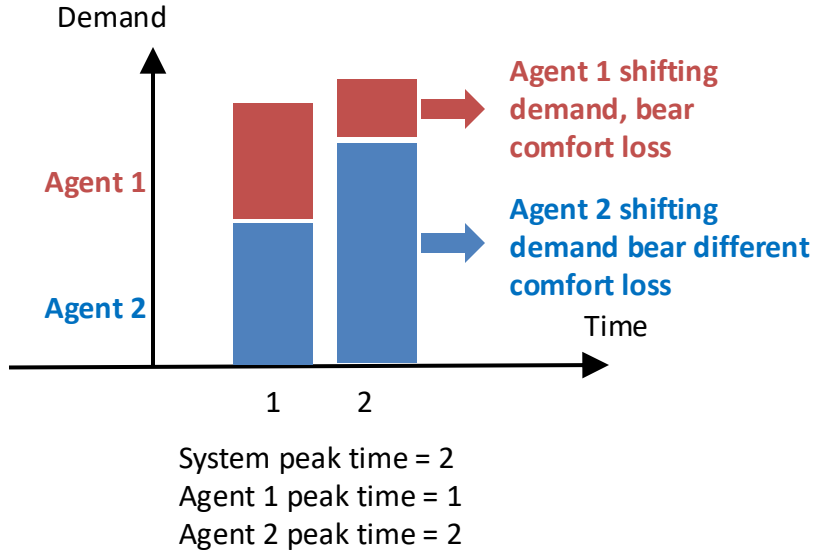 Demand
Agent 1 shifting
demand, bear
comfort loss
Agent 1
Agent 2 shifting
demand bear different
comfort loss
Agent 2
Time
1
2
System peak time = 2
Agent 1 peak time = 1
Agent 2 peak time = 2